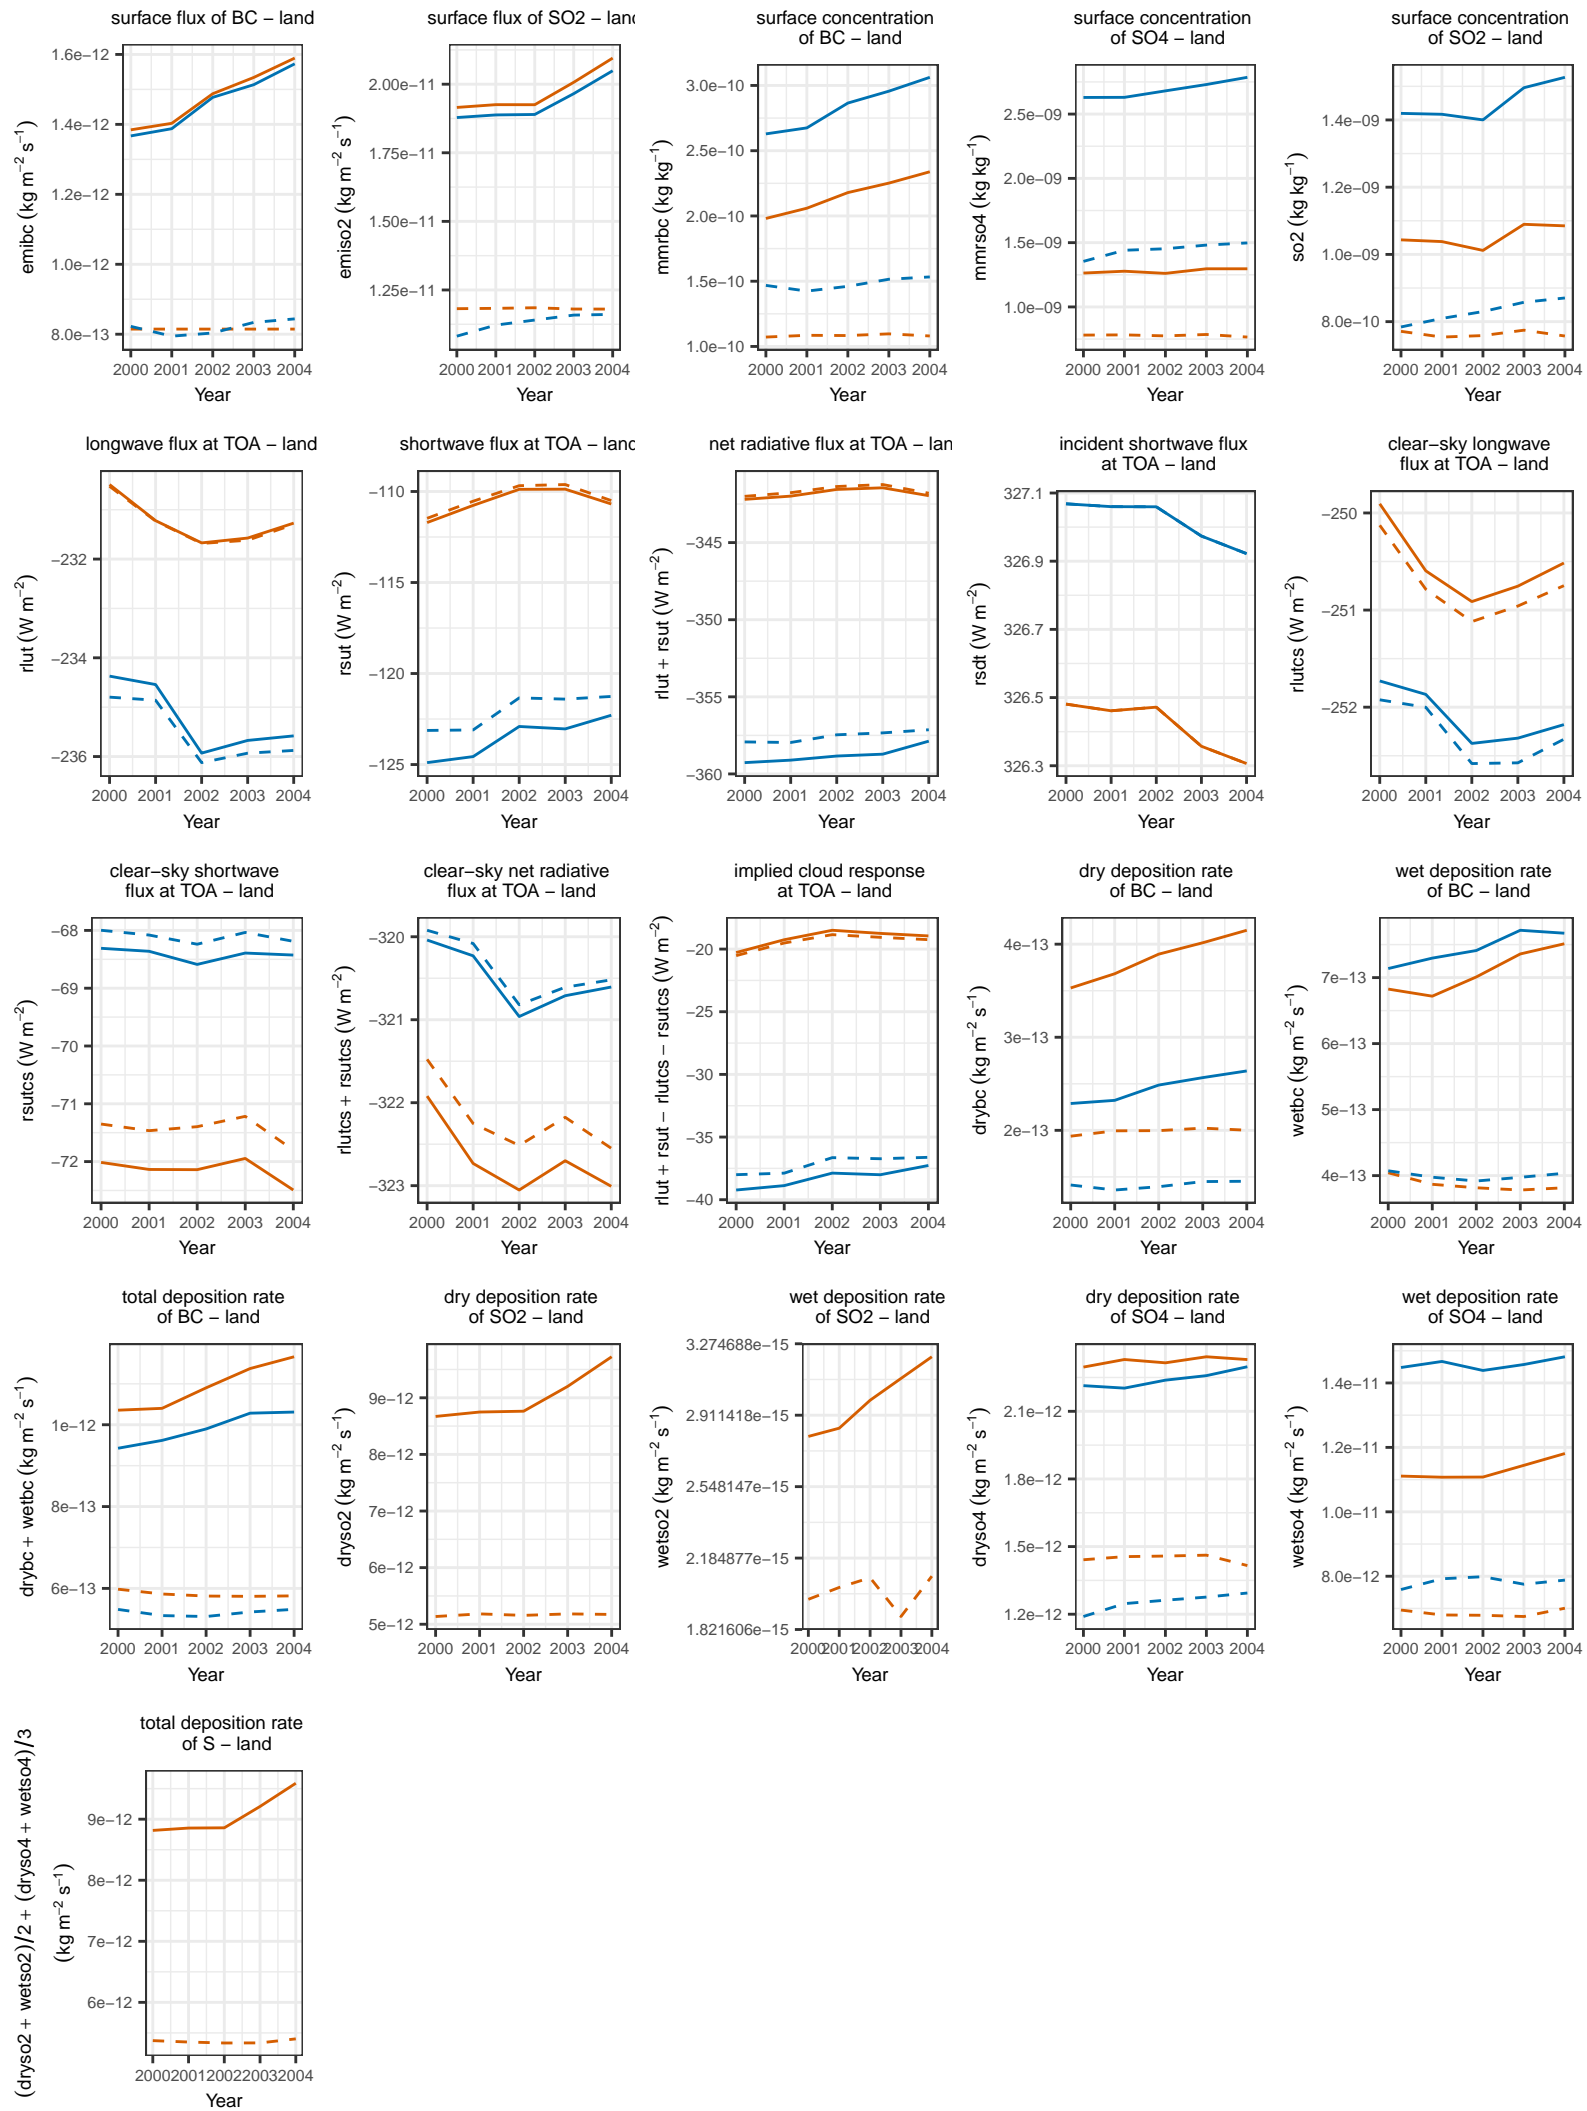 surface flux of BC − land
1.6e−12
1.4e−12
1.2e−12
1.0e−12
8.0e−13
emibc (kg m−2 s−1)
2000 2001 2002 2003 2004
Year
surface flux of SO2 − lan
2.00e−11
1.75e−11
1.50e−11
1.25e−11
emiso2 (kg m−2 s−1)
2000 2001 2002 2003 2004
Year
surface concentration
of BC − land
3.0e−10
2.5e−10
2.0e−10
1.5e−10
1.0e−10
mmrbc (kg kg−1)
2000 2001 2002 2003 2004
Year
surface concentration
of SO4 − land
2.5e−09
2.0e−09
1.5e−09
1.0e−09
mmrso4 (kg kg−1)
2000 2001 2002 2003 2004
Year
surface concentration
of SO2 − land
1.4e−09
1.2e−09
1.0e−09
8.0e−10
so2 (kg kg−1)
2000 2001 2002 2003 2004
Year
longwave flux at TOA − land
−232
−234
−236
rlut (W m−2)
2000 2001 2002 2003 2004
Year
shortwave flux at TOA − lanc
−110
−115
−120
−125
rsut (W m−2)
2000 2001 2002 2003 2004
Year
net radiative flux at TOA − lan
−345
−350
−355
−360
rlut + rsut (W m−2)
2000 2001 2002 2003 2004
Year
incident shortwave flux
at TOA − land
327.1
326.9
326.7
326.5
326.3
rsdt (W m−2)
2000 2001 2002 2003 2004
Year
clear−sky longwave
flux at TOA − land
−250
−251
−252
rlutcs (W m−2)
2000 2001 2002 2003 2004
Year
clear−sky shortwave
flux at TOA − land
−68
−69
−70
−71
−72
rsutcs (W m−2)
2000 2001 2002 2003 2004
Year
clear−sky net radiative
flux at TOA − land
−320
−321
−322
−323
rlutcs + rsutcs (W m−2)
2000 2001 2002 2003 2004
Year
implied cloud response
at TOA − land
−20
−25
−30
−35
−40
rlut + rsut − rlutcs − rsutcs (W m−2)
2000 2001 2002 2003 2004
Year
dry deposition rate
of BC − land
4e−13
3e−13
2e−13
drybc (kg m−2 s−1)
2000 2001 2002 2003 2004
Year
wet deposition rate
of BC − land
7e−13
6e−13
5e−13
4e−13
wetbc (kg m−2 s−1)
2000 2001 2002 2003 2004
Year
total deposition rate
of BC − land
1e−12
8e−13
6e−13
drybc + wetbc (kg m−2 s−1)
2000 2001 2002 2003 2004
Year
dry deposition rate
of SO2 − land
9e−12
8e−12
7e−12
6e−12
5e−12
dryso2 (kg m−2 s−1)
2000 2001 2002 2003 2004
Year
wet deposition rate
of SO2 − land
3.274688e−15
2.911418e−15
2.548147e−15
2.184877e−15
1.821606e−15
wetso2 (kg m−2 s−1)
2000 2001 2002 2003 2004
Year
dry deposition rate
of SO4 − land
2.1e−12
1.8e−12
1.5e−12
1.2e−12
dryso4 (kg m−2 s−1)
2000 2001 2002 2003 2004
Year
wet deposition rate
of SO4 − land
1.4e−11
1.2e−11
1.0e−11
8.0e−12
wetso4 (kg m−2 s−1)
2000 2001 2002 2003 2004
Year
total deposition rate
of S − land
9e−12
8e−12
7e−12
6e−12
(dryso2 + wetso2)/2 + (dryso4 + wetso4)/3
(kg m−2 s−1)
2000 2001 2002 2003 2004
Year